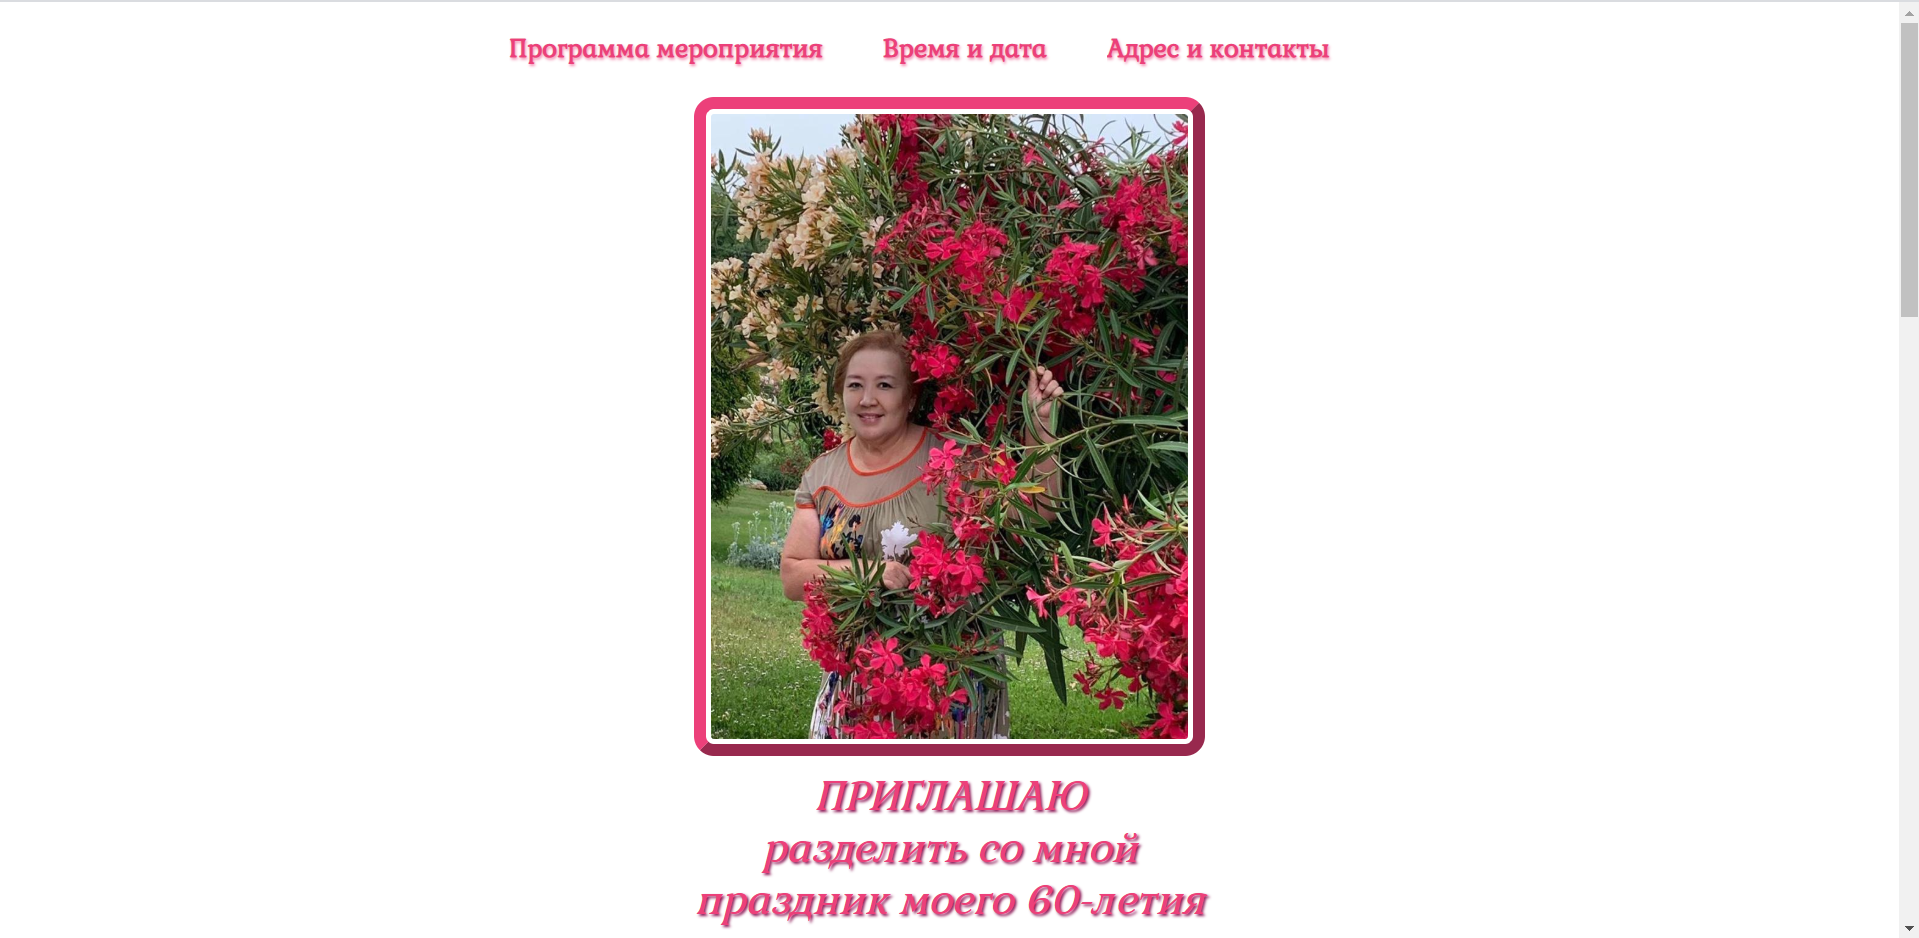 Программа мероприятия Время и дата Адрес и контакты
ПРИГЛАШАЮ
разделить со мной
праздник моего 60-летия